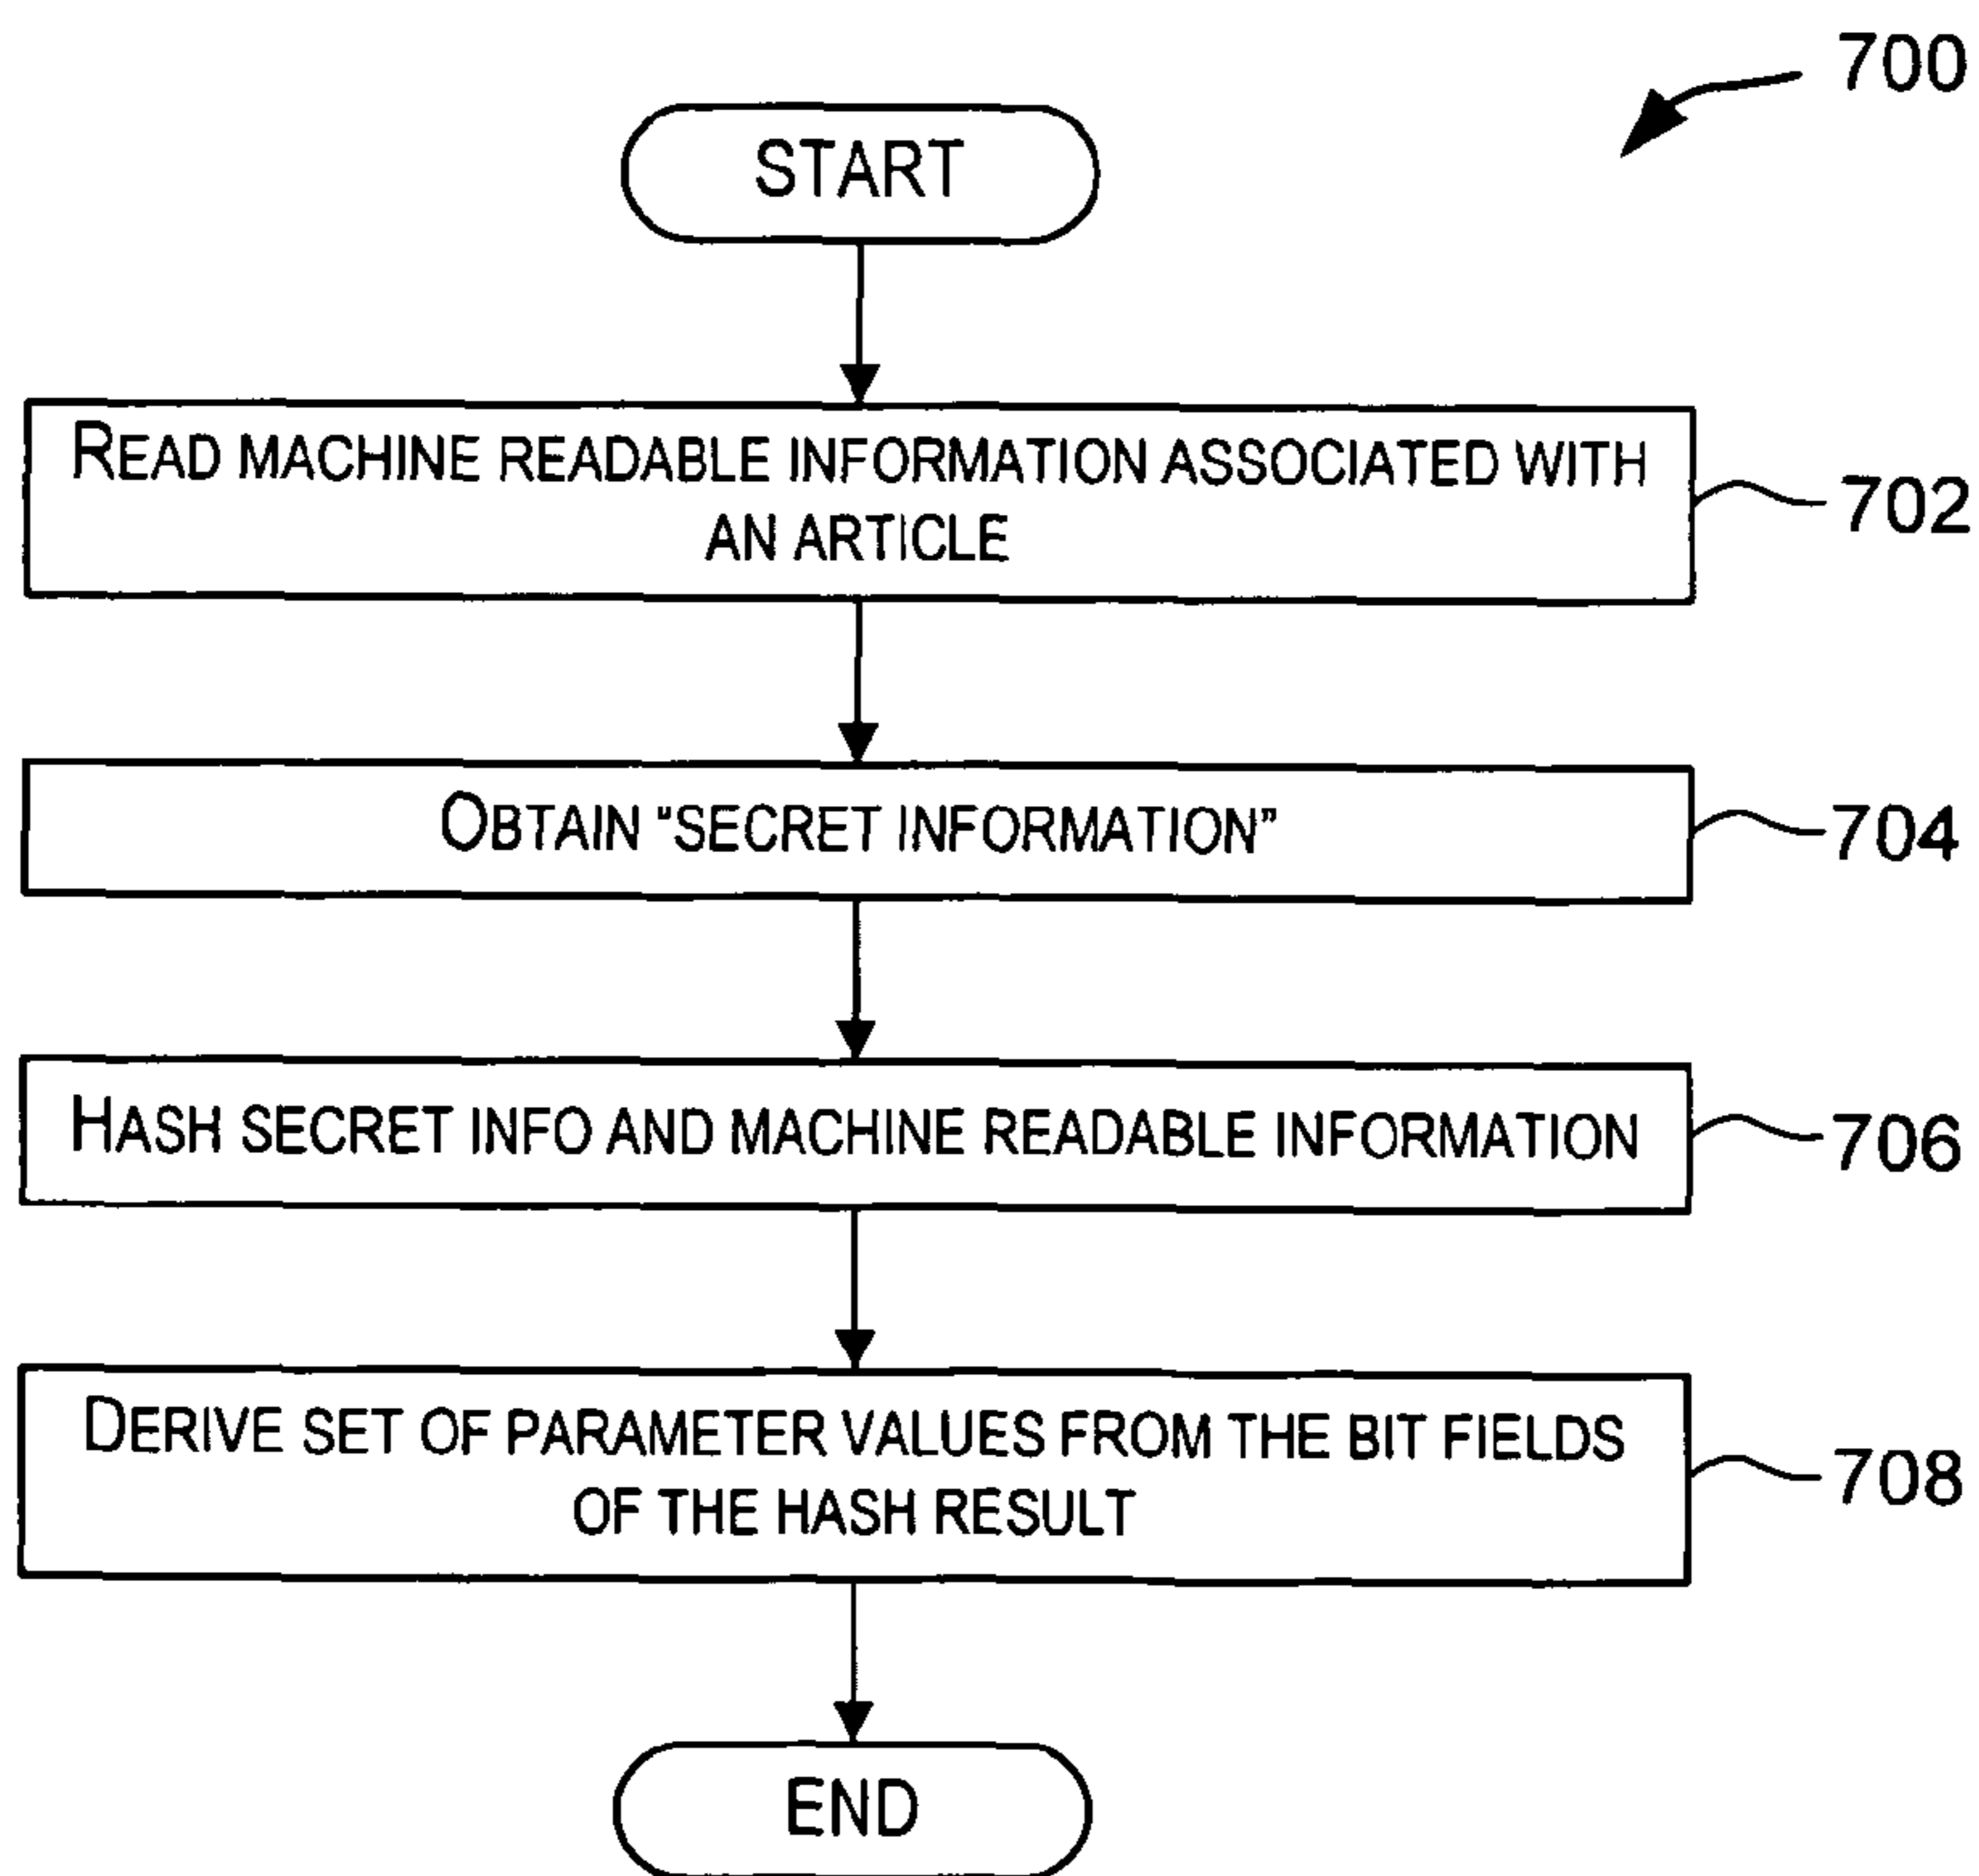 700
START
READ MACHINE READABLE INFORMATION ASSOCIATED WITH
AN ARTICLE
702
OBTAIN "SECRET INFORMATION”
704
HASH SECRET INFO AND MACHINE READABLE INFORMATION
706
DERIVE SET OF PARAMETER VALUES FROM THE BIT FIELDS
OF THE HASH RESULT
708
END